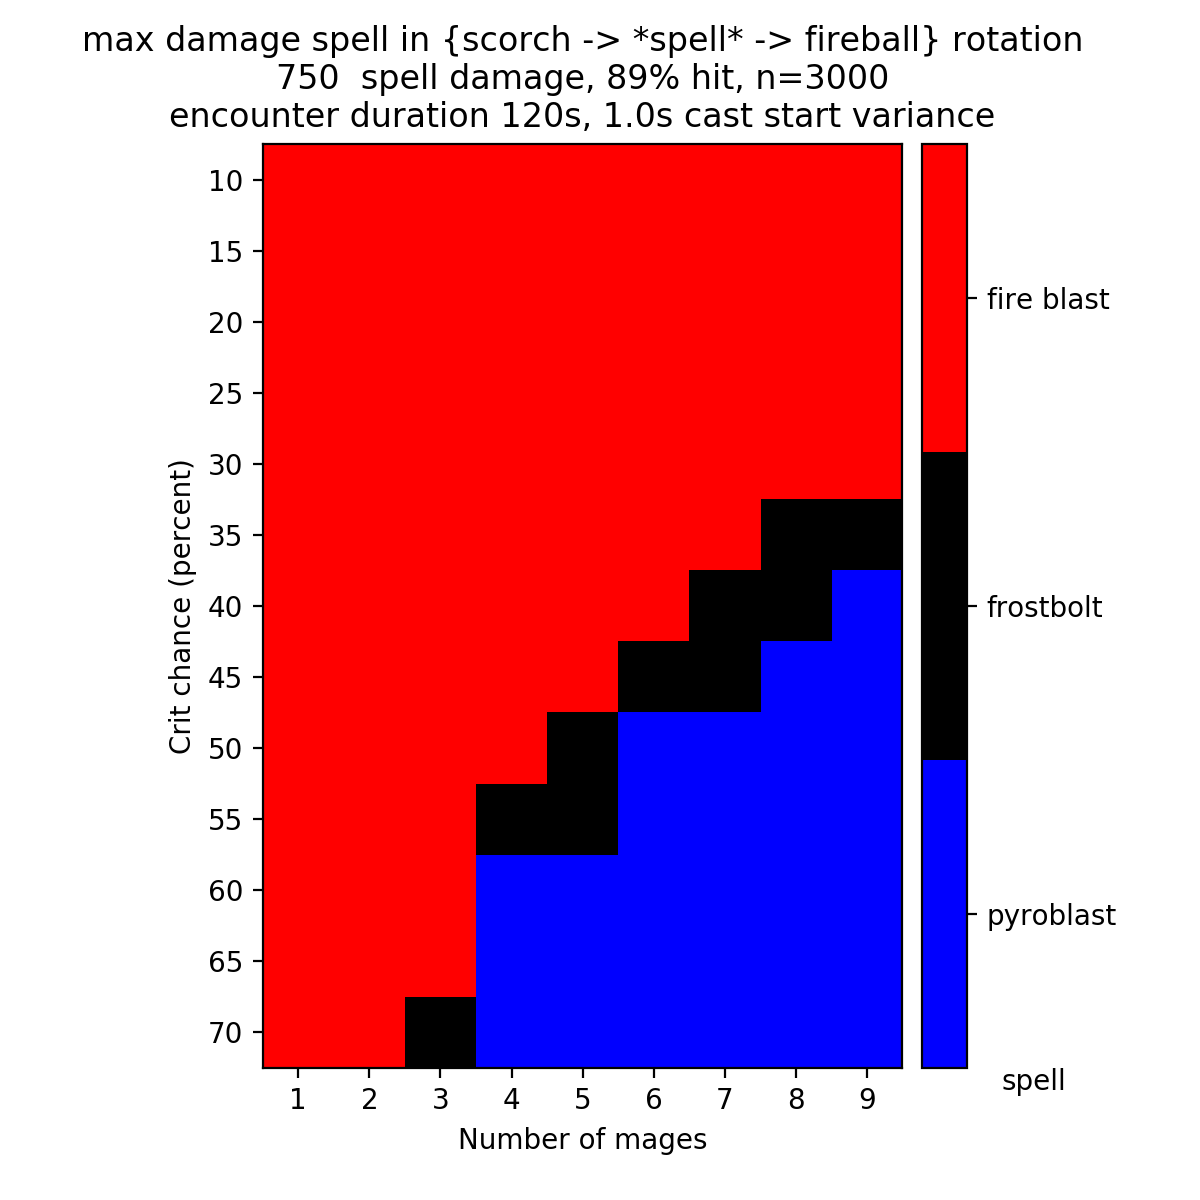 max damage spell in {scorch -> *spell* -> fireball} rotation
750  spell damage, 89% hit, n=3000
encounter duration 120s, 1.0s cast start variance
Crit chance (percent)
10
15
20
25
30
35
40
45
50
55
60
65
70
1 2 3 4 5 6 7 8 9
Number of mages
fire blast
frostbolt
pyroblast
spell